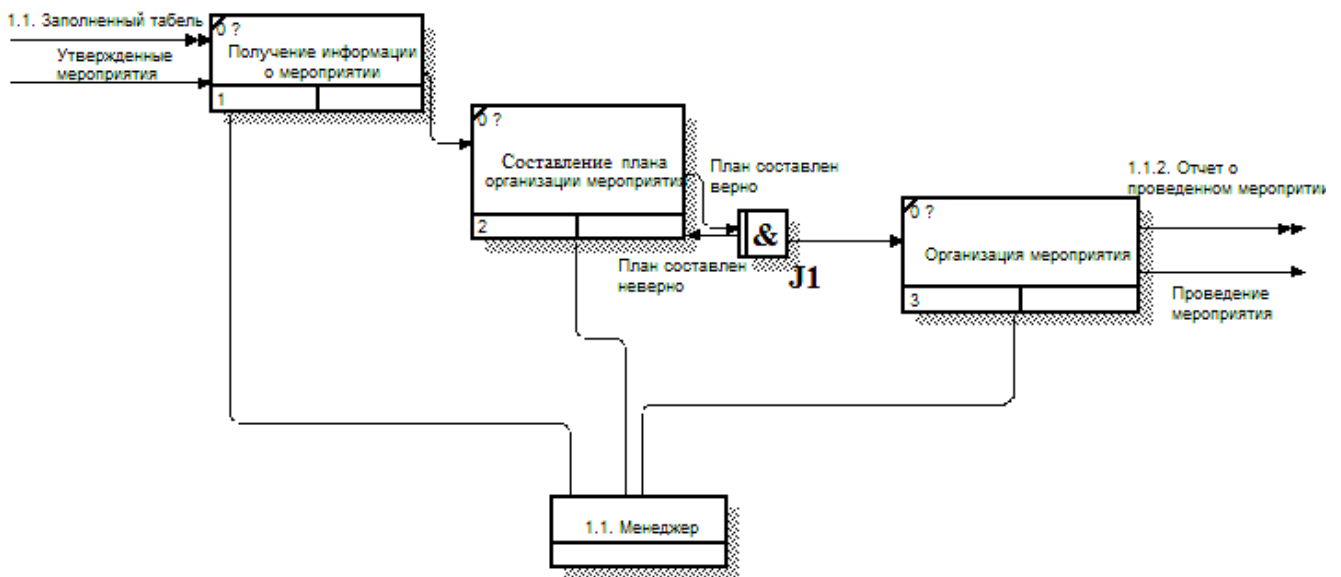 1.1. Заполненный табель
Утвержденные
мероприятия
0 ?
Получение информации
о мероприятии
1
0 ?
Составление плана
организации мероприятия
2
План составлен
верно
&
J1
План составлен
неверно
0 ?
Организация мероприятия
3
1.1.2. Отчет о
проведенном меропритии
Проведение
мероприятия
1.1. Менеджер